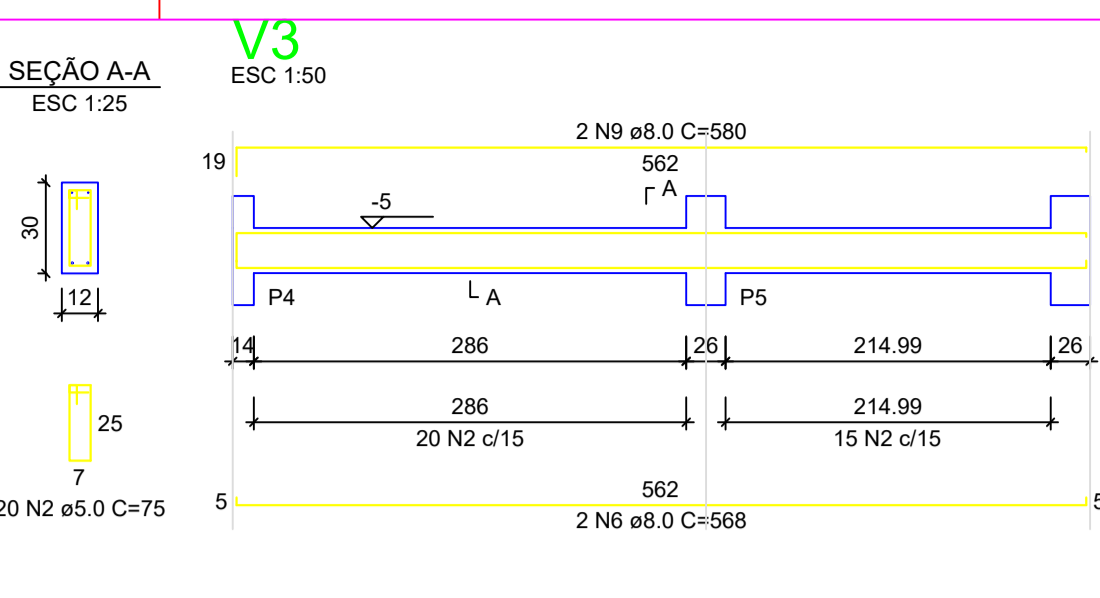 V3
ESC 1:50
SEÇÃO A-A
ESC 1:25
2 N9 ø8.0 C=580
19
562
A
-5
30
12
A
P4
P5
14
286
26
214.99
26
286
214.99
20 N2 c/15
15 N2 c/15
25
7
20 N2 ø5.0 C=75
5
562
5
2 N6 ø8.0 C=568